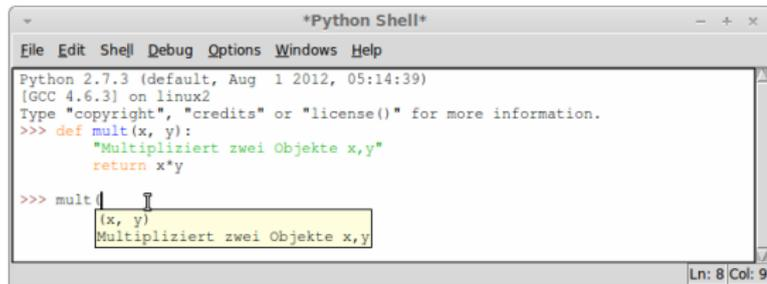 *Python Shell*
File Edit Shell Debug Options Windows Help
Python 2.7.3 (default, Aug  1 2012, 05:14:39)
[GCC 4.6.3] on linux2
Type "copyright", "credits" or "license()" for more information.
>>> def mult(x, y):
        "Multipliziert zwei Objekte x,y"
        return x*y
>>> mult(
(x, y)
Multipliziert zwei Objekte x,y
Ln: 8 Col: 9